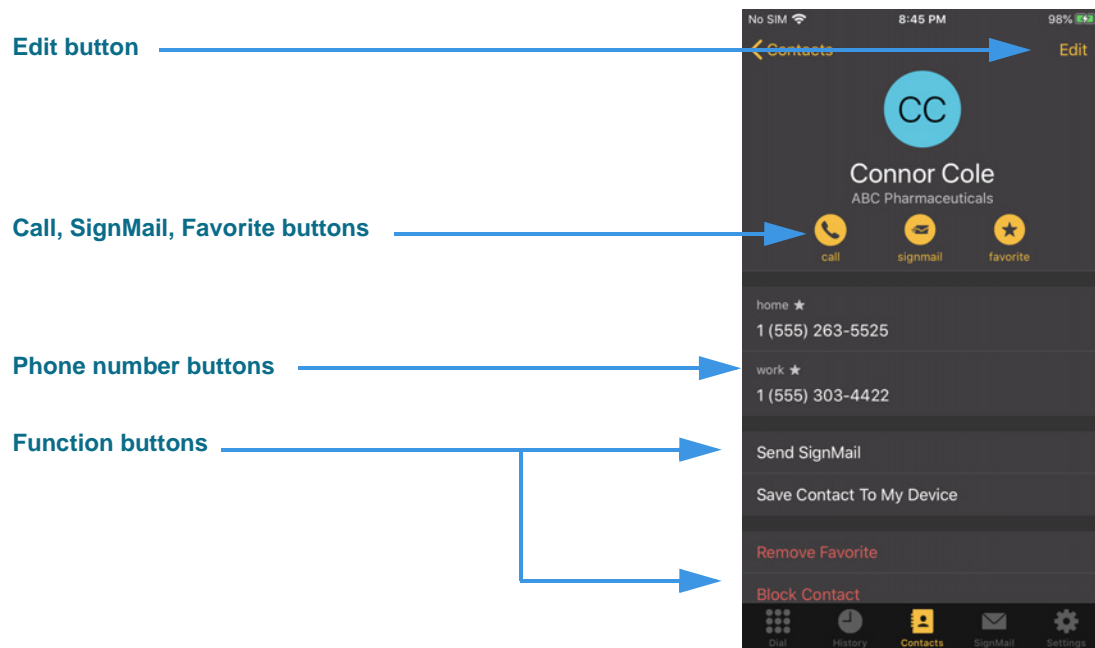 No SIM 8:45 PM 98%
Edit button
Contacts Edit
CC
Connor Cole
ABC Pharmaceuticals
Call, SignMail, Favorite buttons
call signmail favorite
home ★
1 (555) 263-5525
Phone number buttons
work ★
1 (555) 303-4422
Function buttons
Send SignMail
Save Contact To My Device
Remove Favorite
Block Contact
Dial History Contacts SignMail Settings